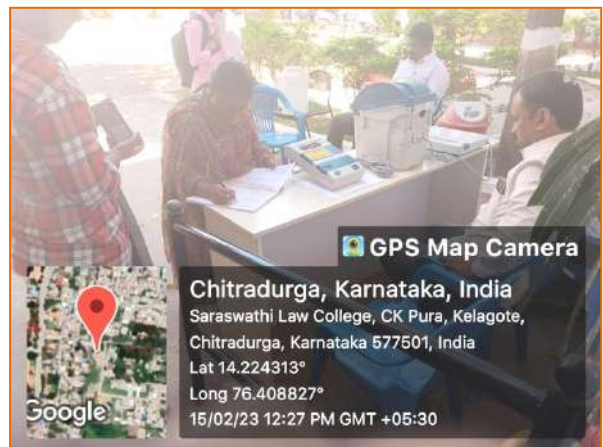 GPS Map Camera
Chitradurga, Karnataka, India
Saraswathi Law College, CK Pura, Kelagote,
Chitradurga, Karnataka 577501, India
Lat 14.224313°
Long 76.408827°
15/02/23 12:27 PM GMT +05:30
Google